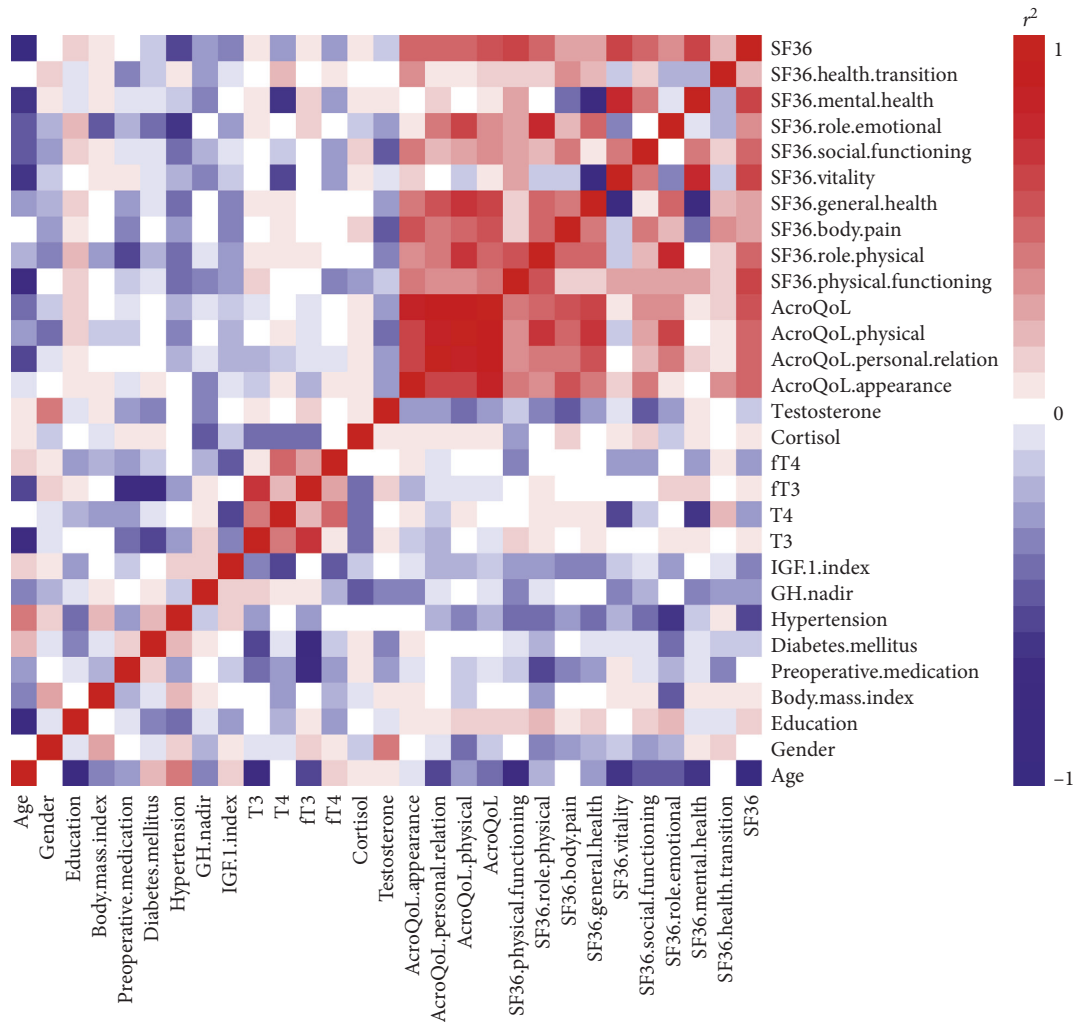 r²
1
0
–1
SF36
SF36.health.transition
SF36.mental.health
SF36.role.emotional
SF36.social.functioning
SF36.vitality
SF36.general.health
SF36.body.pain
SF36.role.physical
SF36.physical.functioning
AcroQoL
AcroQoL.physical
AcroQoL.personal.relation
AcroQoL.appearance
Testosterone
Cortisol
fT4
fT3
T4
T3
IGF.1.index
GH.nadir
Hypertension
Diabetes.mellitus
Preoperative.medication
Body.mass.index
Education
Gender
Age
Age
Gender
Education
Body.mass.index
Preoperative.medication
Diabetes.mellitus
Hypertension
GH.nadir
IGF.1.index
T3
T4
fT3
fT4
Cortisol
Testosterone
AcroQoL.appearance
AcroQoL.personal.relation
AcroQoL.physical
AcroQoL
SF36.physical.functioning
SF36.role.physical
SF36.body.pain
SF36.general.health
SF36.vitality
SF36.social.functioning
SF36.role.emotional
SF36.mental.health
SF36.health.transition
SF36